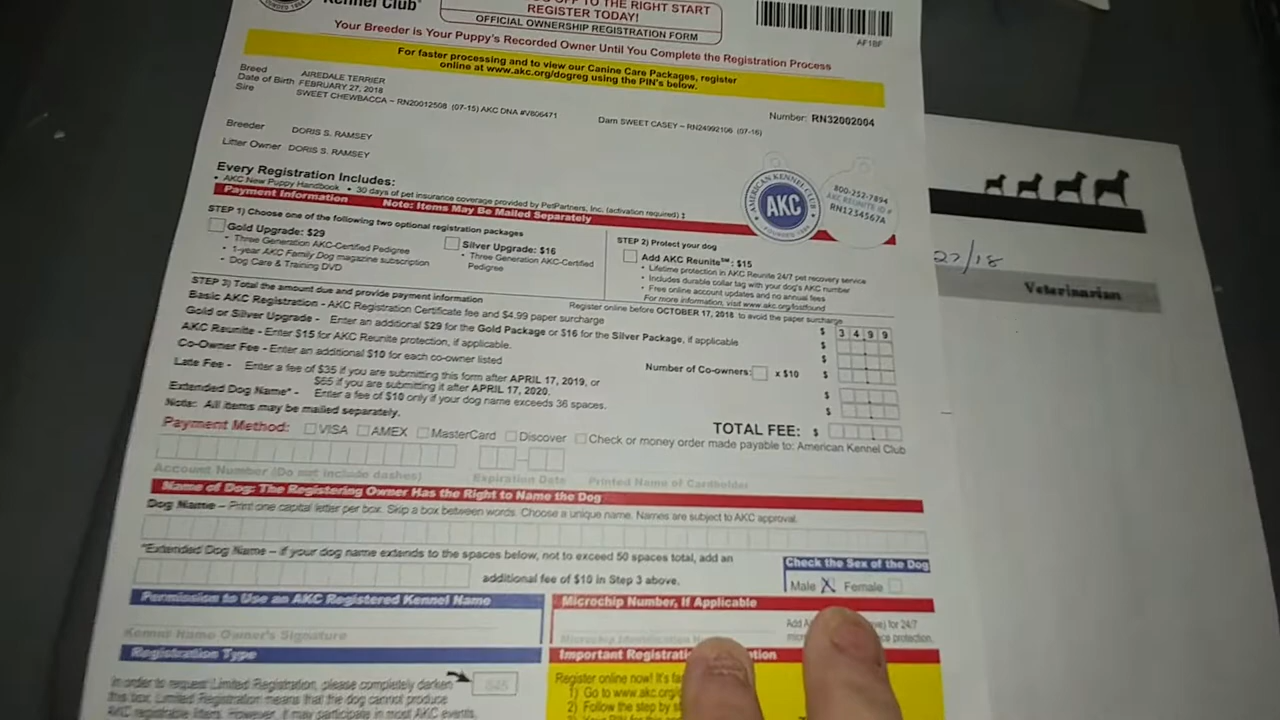 Kennel Club
TO THE RIGHT START
REGISTER TODAY!
OFFICIAL OWNERSHIP REGISTRATION FORM
AF1BF
Your Breeder is Your Puppy's Recorded Owner Until You Complete the Registration Process
For faster processing and to view our Canine Care Packages, register
online at www.akc.org/dogreg using the PIN's below.
Breed AIREDALE TERRIER
Date of Birth FEBRUARY 27, 2018
Sire SWEET CHEWBACCA – RN20012508 (07-15) AKC DNA #V806471
Dam SWEET CASEY – RN24992106 (07-16)
Number: RN32002004
Breeder DORIS S. RAMSEY
Litter Owner DORIS S. RAMSEY
Every Registration Includes:
• AKC New Puppy Handbook • 30 days of pet insurance coverage provided by PetPartners, Inc. (activation required) ‡
Payment Information Note: Items May Be Mailed Separately
AMERICAN KENNEL CLUB
AKC
FOUNDED 1884
800-252-7894
AKC REUNITE ID #
RN1234567A
STEP 1) Choose one of the following two optional registration packages
Gold Upgrade: $29
• Three Generation AKC-Certified Pedigree
• 1-year AKC Family Dog magazine subscription
• Dog Care & Training DVD
Silver Upgrade: $16
• Three Generation AKC-Certified
Pedigree
STEP 2) Protect your dog
Add AKC Reunite℠: $15
• Lifetime protection in AKC Reunite 24/7 pet recovery service
• Includes durable collar tag with your dog's AKC number
• Free online account updates and no annual fees
For more information, visit www.akc.org/lostfound
STEP 3) Total the amount due and provide payment information
Register online before OCTOBER 17, 2018 to avoid the paper surcharge
Basic AKC Registration - AKC Registration Certificate fee and $4.99 paper surcharge $ 3 4 9 9
Gold or Silver Upgrade - Enter an additional $29 for the Gold Package or $16 for the Silver Package, if applicable $
AKC Reunite - Enter $15 for AKC Reunite protection, if applicable. $
Co-Owner Fee - Enter an additional $10 for each co-owner listed Number of Co-owners: x $10 $
Late Fee - Enter a fee of $35 if you are submitting this form after APRIL 17, 2019, or
$65 if you are submitting it after APRIL 17, 2020. $
Extended Dog Name* - Enter a fee of $10 only if your dog name exceeds 36 spaces. $
Note: All items may be mailed separately.
TOTAL FEE: $
Payment Method: VISA AMEX MasterCard Discover Check or money order made payable to: American Kennel Club
Account Number (Do not include dashes) Expiration Date Printed Name of Cardholder
Name of Dog: The Registering Owner Has the Right to Name the Dog
Dog Name – Print one capital letter per box. Skip a box between words. Choose a unique name. Names are subject to AKC approval.
*Extended Dog Name – if your dog name extends to the spaces below, not to exceed 50 spaces total, add an
additional fee of $10 in Step 3 above.
Check the Sex of the Dog
Male X Female
Permission to Use an AKC Registered Kennel Name
Kennel Name Owner's Signature
Microchip Number, If Applicable
Microchip Identification
for 24/7
protection.
Registration Type
In order to request Limited Registration, please completely darken
this box. Limited Registration means that the dog cannot produce
AKC registrable litters. However, it may participate in most AKC events.
Important
Register online now! It's
1) Go to www.akc.org/
2) Follow the step by
27/18
Veterinarian